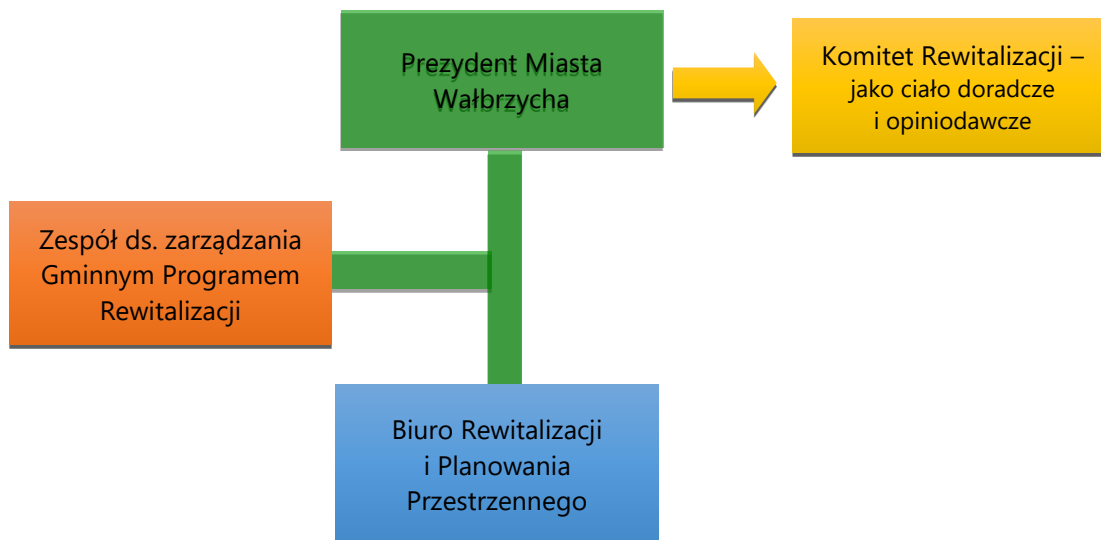 Prezydent Miasta
Wałbrzycha
Komitet Rewitalizacji –
jako ciało doradcze
i opiniodawcze
Zespół ds. zarządzania
Gminnym Programem
Rewitalizacji
Biuro Rewitalizacji
i Planowania
Przestrzennego